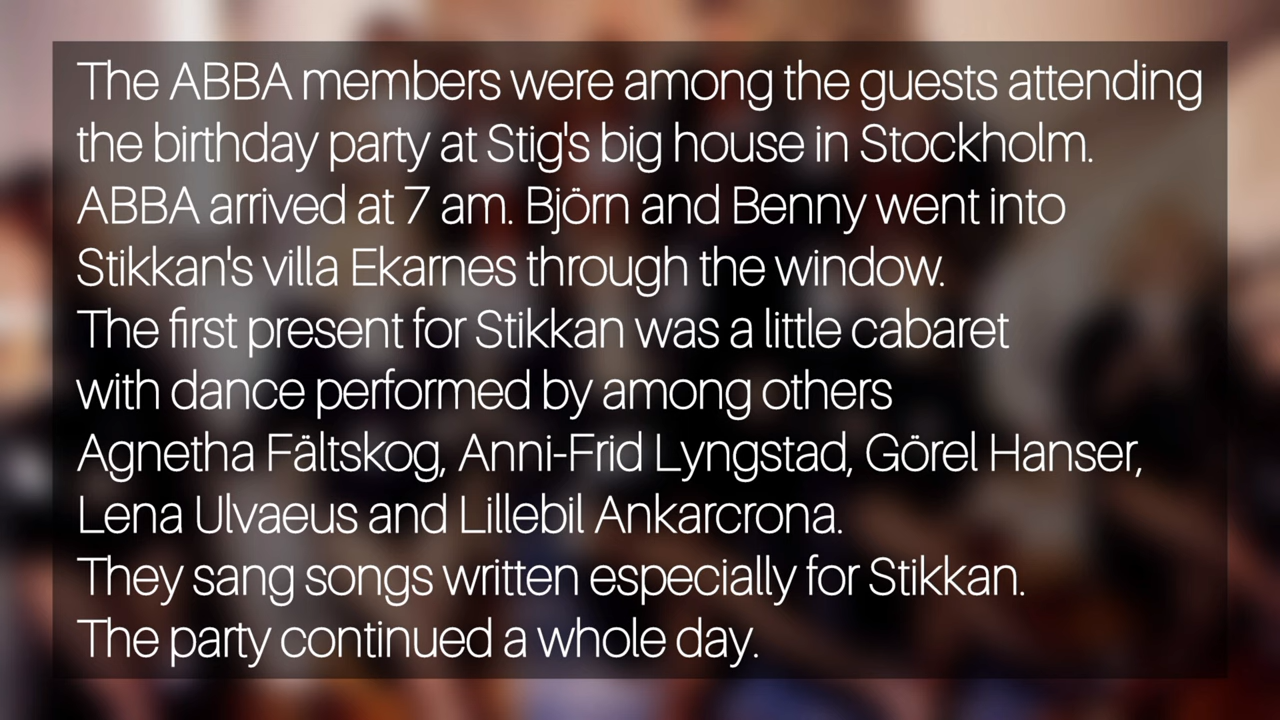 The ABBA members were among the guests attending
the birthday party at Stig's big house in Stockholm.
ABBA arrived at 7 am. Björn and Benny went into
Stikkan's villa Ekarnes through the window.
The first present for Stikkan was a little cabaret
with dance performed by among others
Agnetha Fältskog, Anni-Frid Lyngstad, Görel Hanser,
Lena Ulvaeus and Lillebil Ankarcrona.
They sang songs written especially for Stikkan.
The party continued a whole day.